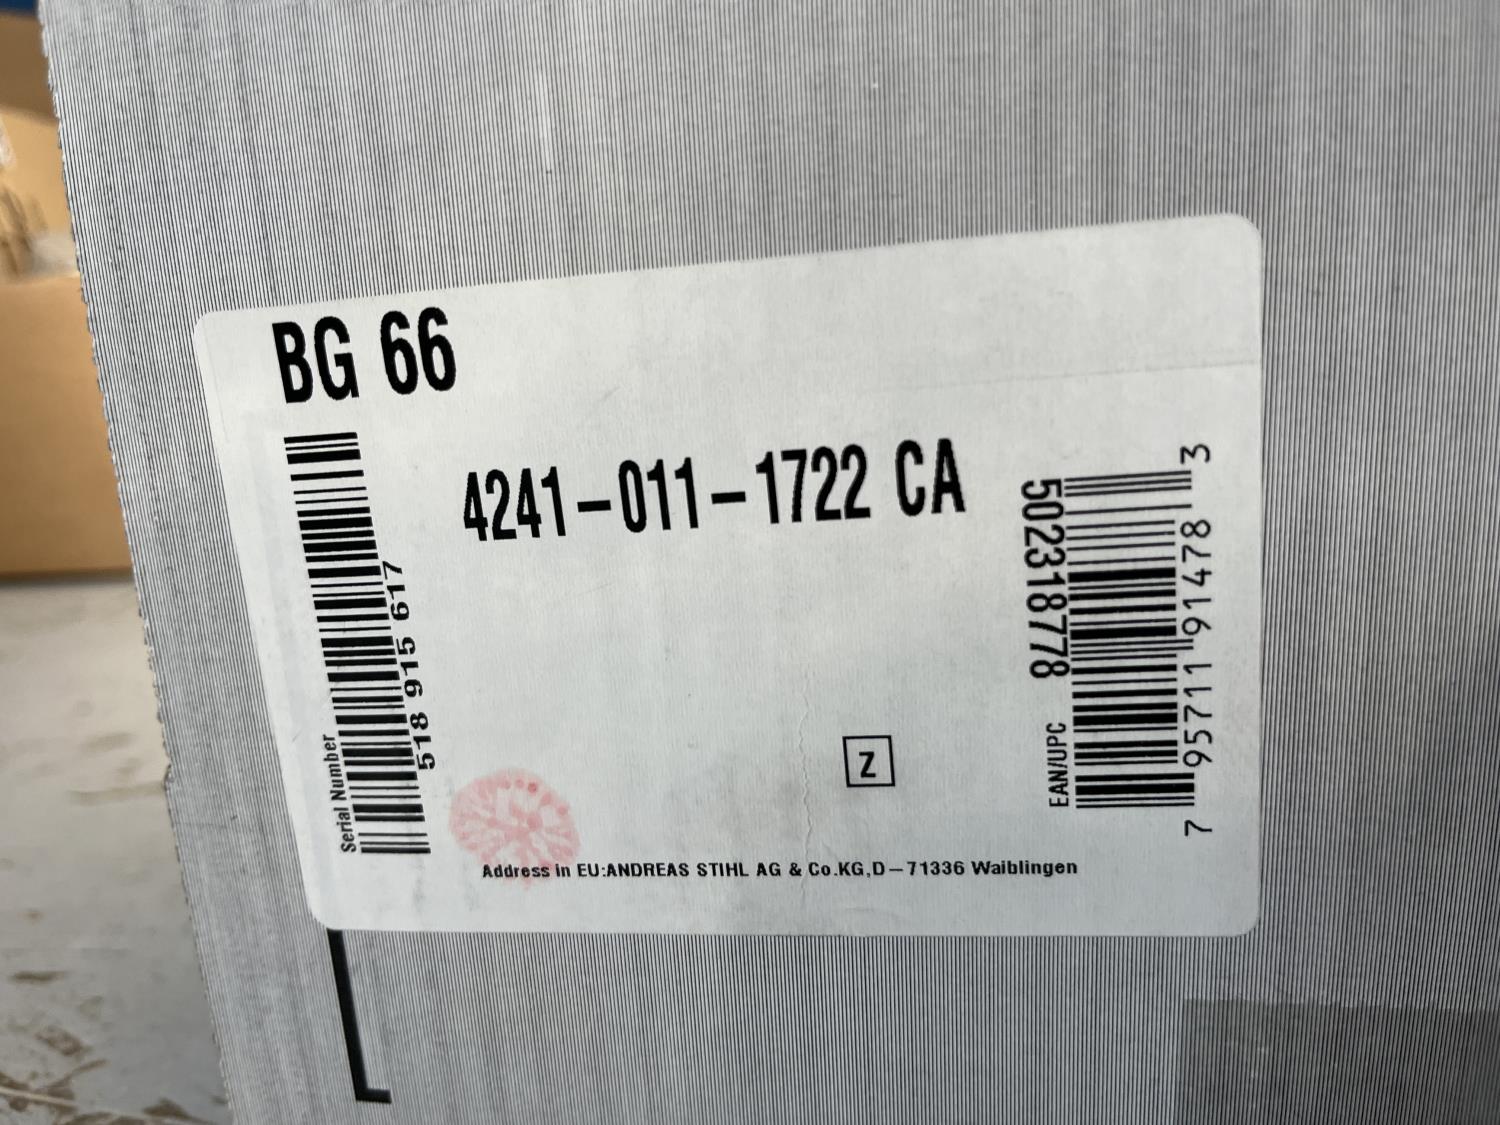 BG 66
4241-011-1722 CA
Serial Number
518 915 617
502318778
EAN/UPC
7 95711 91478 3
Z
Address in EU:ANDREAS STIHL AG & Co.KG,D-71336 Waiblingen